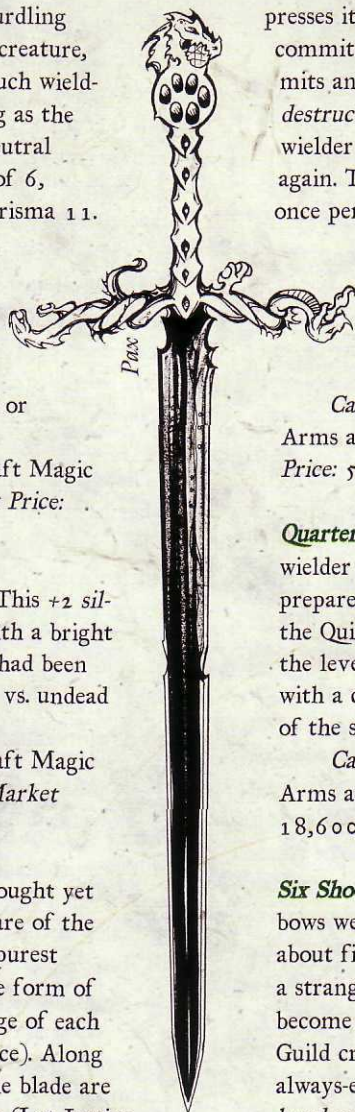 urdling
creature,
uch wield-
g as the
utral
of 6,
risma 11.
or
aft Magic
Price:
This +2 sil-
th a bright
had been
vs. undead
aft Magic
Market
ought yet
are of the
purest
e form of
ge of each
ce). Along
e blade are
Pax
presses it
commit
mits an
destruc
wielder
again. T
once per
Ca
Arms a
Price: 5
Quarter
wielder
prepare
the Qui
the leve
with a c
of the s
Ca
Arms a
18,600
Six Sho
bows we
about fi
a strang
become
Guild cr
always-e